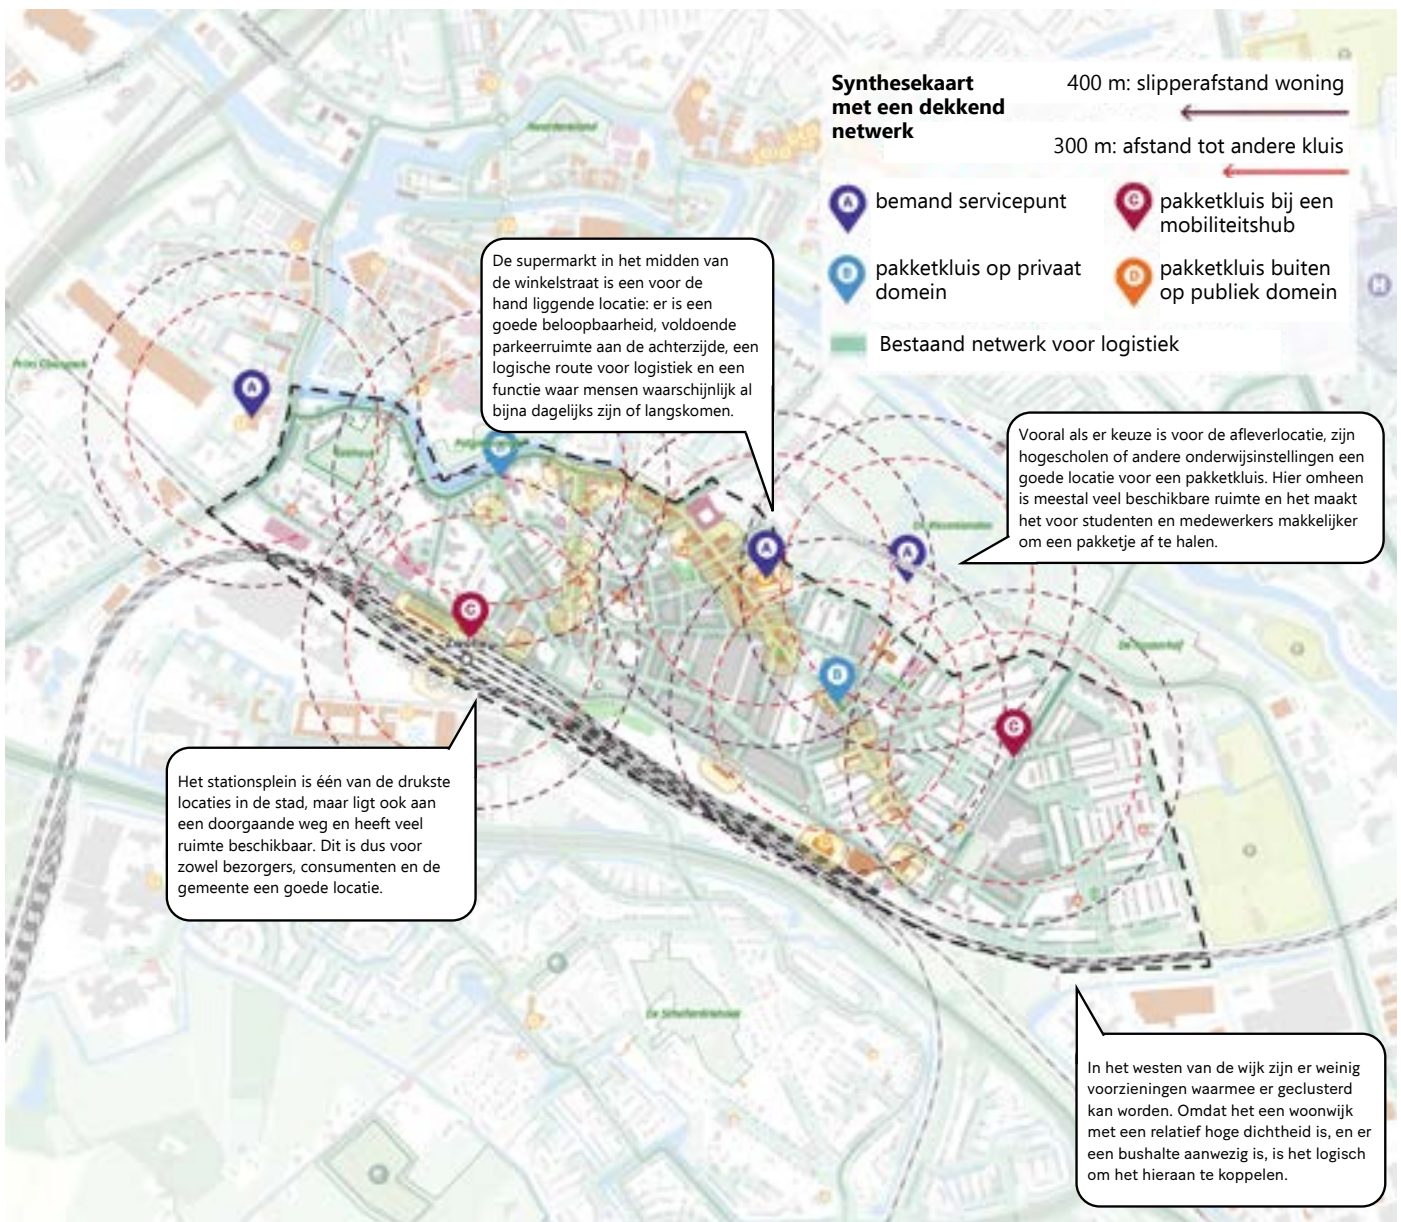 Synthesekaart
met een dekkend
netwerk
400 m: slipperafstand woning
300 m: afstand tot andere kluis
A
bemand servicepunt
C
pakketkluis bij een
mobiliteitshub
B
pakketkluis op privaat
domein
D
pakketkluis buiten
op publiek domein
Bestaand netwerk voor logistiek
H
De supermarkt in het midden van
de winkelstraat is een voor de
hand liggende locatie: er is een
goede beloopbaarheid, voldoende
parkeerruimte aan de achterzijde, een
logische route voor logistiek en een
functie waar mensen waarschijnlijk al
bijna dagelijks zijn of langskomen.
Vooral als er keuze is voor de afleverlocatie, zijn
hogescholen of andere onderwijsinstellingen een
goede locatie voor een pakketkluis. Hier omheen
is meestal veel beschikbare ruimte en het maakt
het voor studenten en medewerkers makkelijker
om een pakketje af te halen.
A
B
A
A
C
B
C
Het stationsplein is één van de drukste
locaties in de stad, maar ligt ook aan
een doorgaande weg en heeft veel
ruimte beschikbaar. Dit is dus voor
zowel bezorgers, consumenten en de
gemeente een goede locatie.
In het westen van de wijk zijn er weinig
voorzieningen waarmee er geclusterd
kan worden. Omdat het een woonwijk
met een relatief hoge dichtheid is, en er
een bushalte aanwezig is, is het logisch
om het hieraan te koppelen.